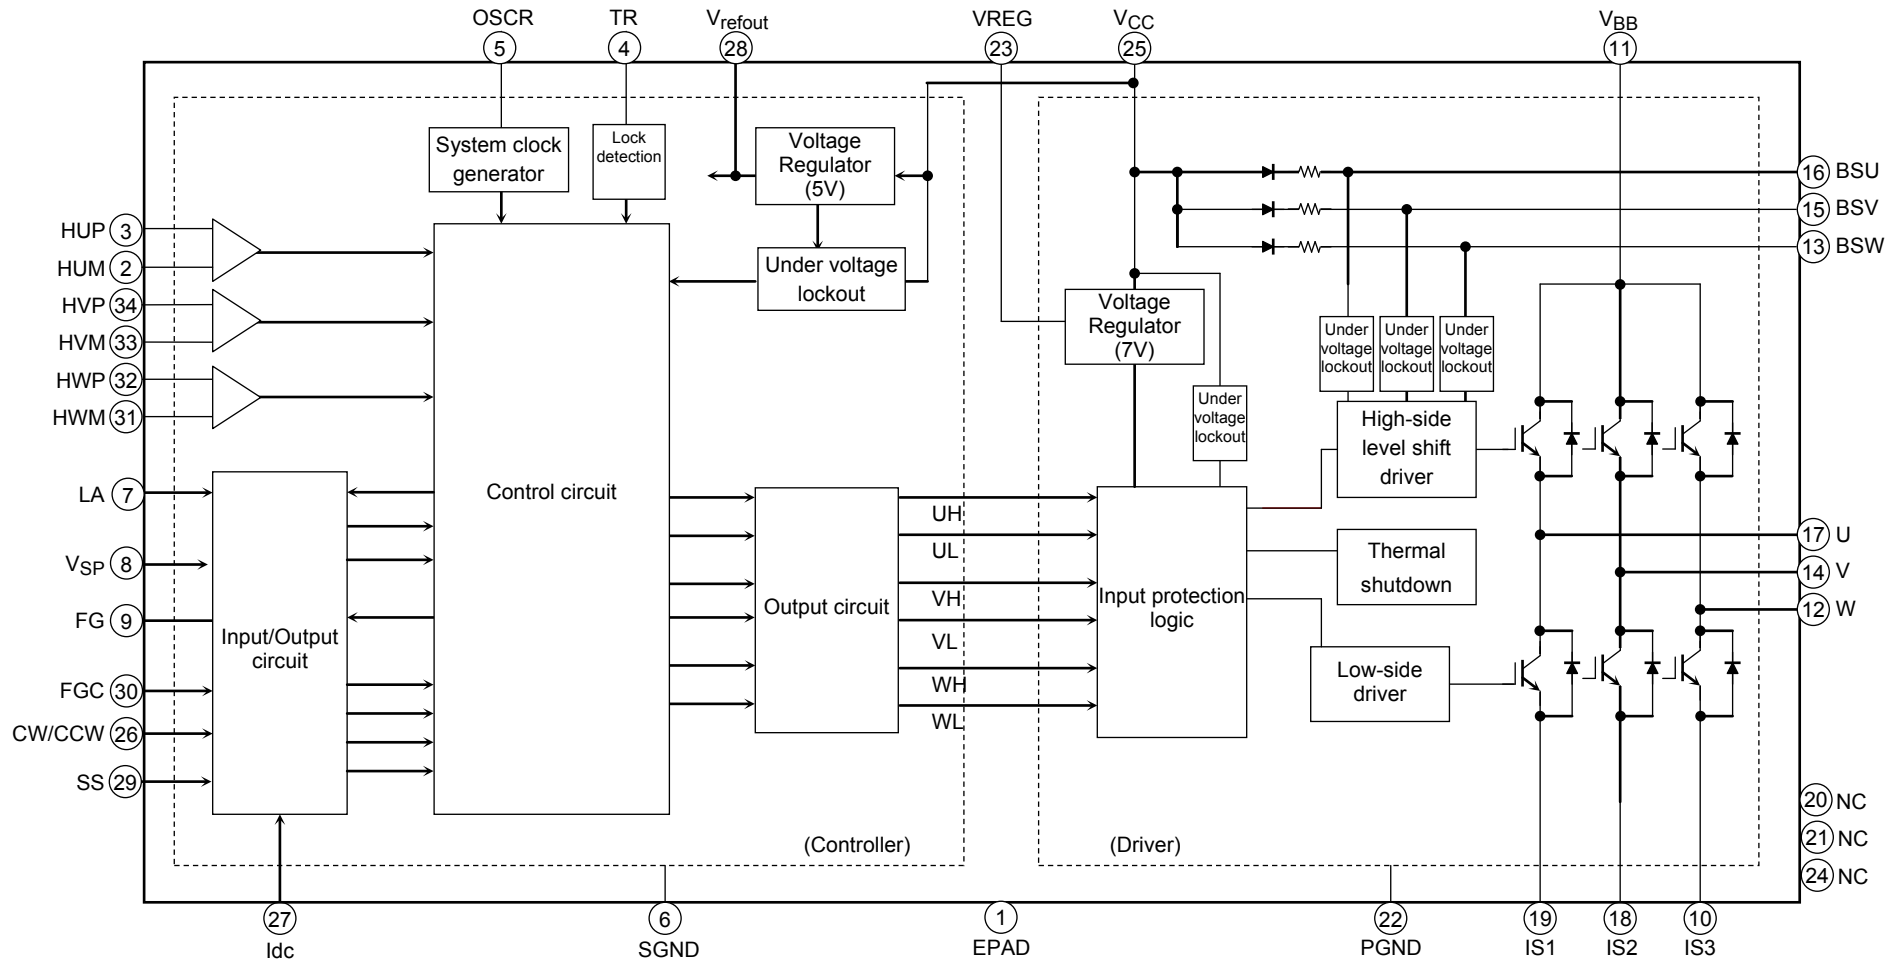 OSCR
TR
Vrefout
VREG
VCC
VBB
5
4
28
23
25
11
System clock
generator
Lock
detection
Voltage
Regulator
(5V)
16 BSU
15 BSV
13 BSW
HUP 3
HUM 2
HVP 34
HVM 33
HWP 32
HWM 31
Under voltage
lockout
Voltage
Regulator
(7V)
Under
voltage
lockout
Under
voltage
lockout
Under
voltage
lockout
Under
voltage
lockout
High-side
level shift
driver
LA 7
VSP 8
FG 9
FGC 30
CW/CCW 26
SS 29
Input/Output
circuit
Control circuit
Output circuit
UH
UL
VH
VL
WH
WL
Input protection
logic
Thermal
shutdown
Low-side
driver
17 U
14 V
12 W
20 NC
21 NC
24 NC
(Controller)
(Driver)
27
6
1
22
19
18
10
Idc
SGND
EPAD
PGND
IS1
IS2
IS3